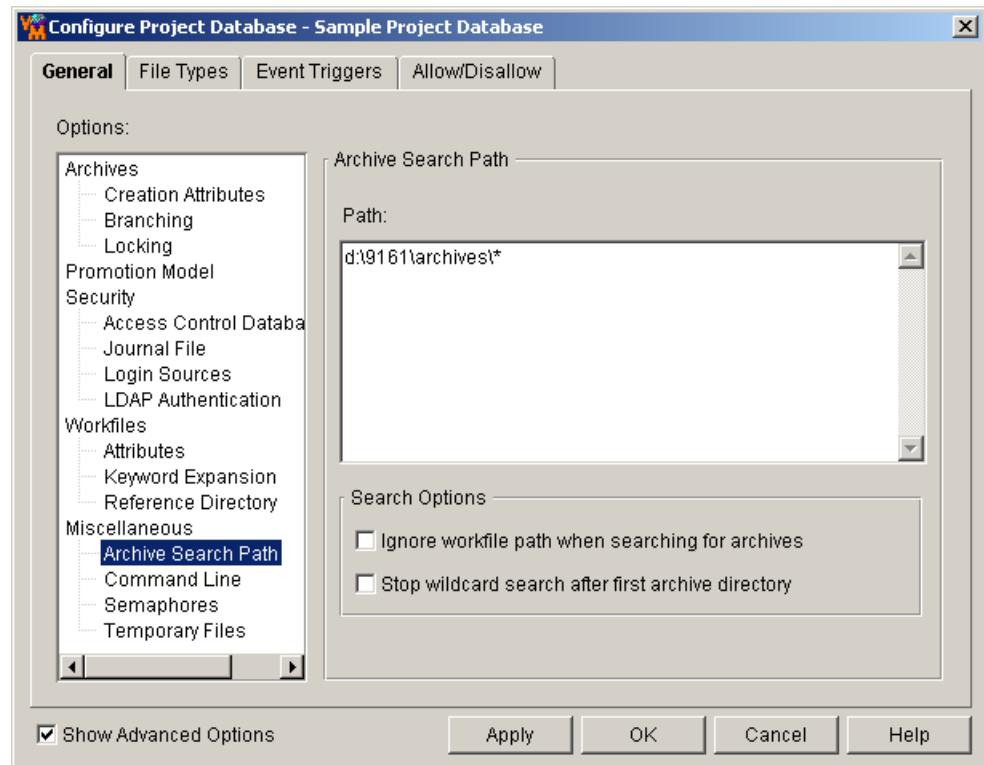 Configure Project Database - Sample Project Database
General File Types Event Triggers Allow/Disallow
Options:
Archives
Creation Attributes
Branching
Locking
Promotion Model
Security
Access Control Databa
Journal File
Login Sources
LDAP Authentication
Workfiles
Attributes
Keyword Expansion
Reference Directory
Miscellaneous
Archive Search Path
Command Line
Semaphores
Temporary Files
Archive Search Path
Path:
d:\9161\archives\*
Search Options
Ignore workfile path when searching for archives
Stop wildcard search after first archive directory
Show Advanced Options
Apply OK Cancel Help